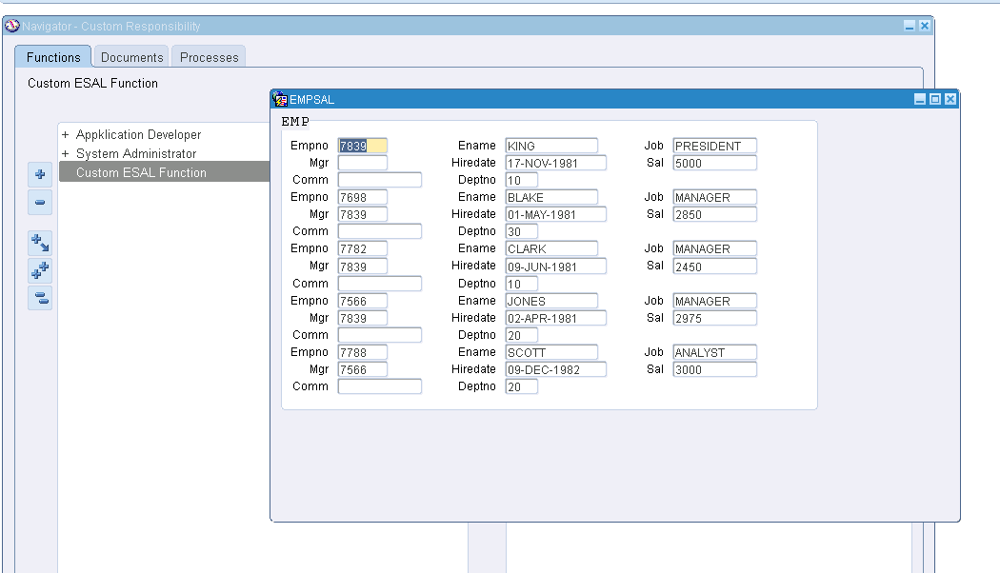 Navigator - Custom Responsibility
Functions Documents Processes
Custom ESAL Function
+ Appklication Developer
+ System Administrator
Custom ESAL Function
EMPSAL
EMP
Empno 7839 Ename KING Job PRESIDENT
Mgr Hiredate 17-NOV-1981 Sal 5000
Comm Deptno 10
Empno 7698 Ename BLAKE Job MANAGER
Mgr 7839 Hiredate 01-MAY-1981 Sal 2850
Comm Deptno 30
Empno 7782 Ename CLARK Job MANAGER
Mgr 7839 Hiredate 09-JUN-1981 Sal 2450
Comm Deptno 10
Empno 7566 Ename JONES Job MANAGER
Mgr 7839 Hiredate 02-APR-1981 Sal 2975
Comm Deptno 20
Empno 7788 Ename SCOTT Job ANALYST
Mgr 7566 Hiredate 09-DEC-1982 Sal 3000
Comm Deptno 20